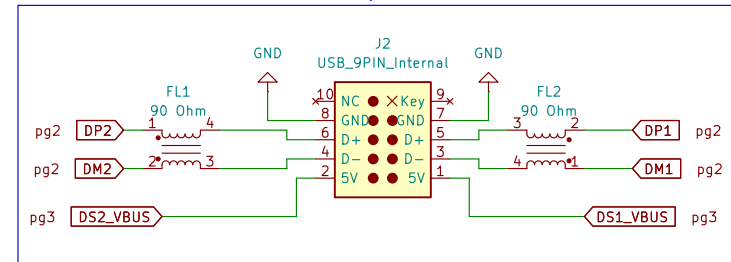 J2
USB_9PIN_Internal
GND
GND
FL1
90 Ohm
FL2
90 Ohm
10 NC Key 9
8 GND GND 7
6 D+ D+ 5
4 D- D- 3
2 5V 5V 1
pg2 DP2 1 4
3 2 DP1 pg2
pg2 DM2 2 3
4 1 DM1 pg2
pg3 DS2_VBUS
DS1_VBUS pg3